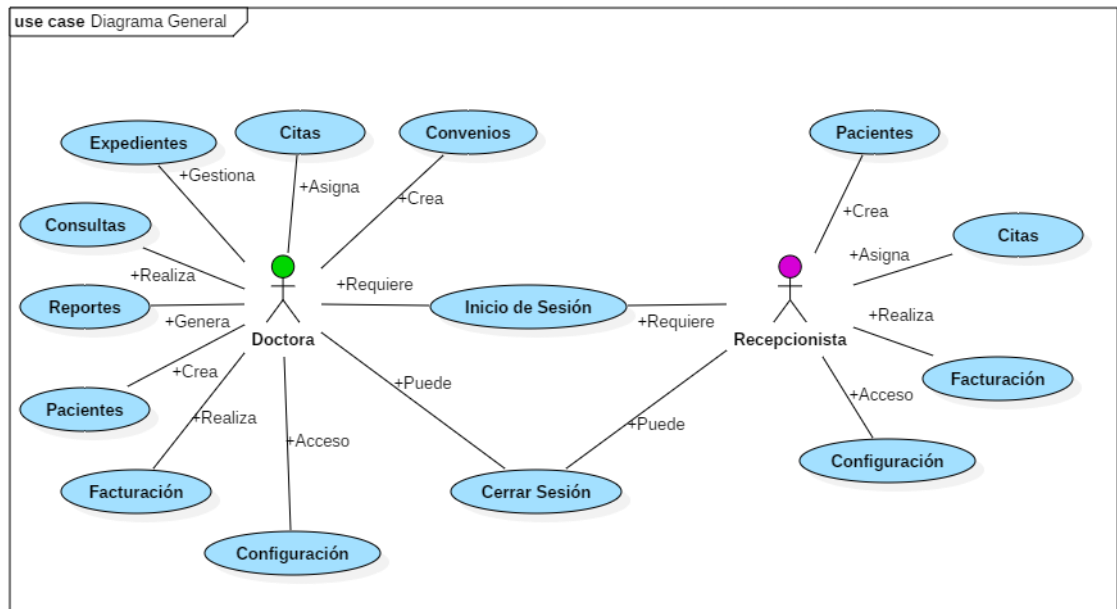 use case Diagrama General
Expedientes
Citas
Convenios
Pacientes
+Gestiona
+Asigna
+Crea
+Crea
Consultas
Citas
+Asigna
+Realiza
+Requiere
Reportes
Inicio de Sesión
+Genera
+Requiere
+Realiza
Doctora
Recepcionista
+Crea
+Puede
Facturación
+Acceso
Pacientes
+Realiza
+Puede
+Acceso
Configuración
Facturación
Cerrar Sesión
Configuración